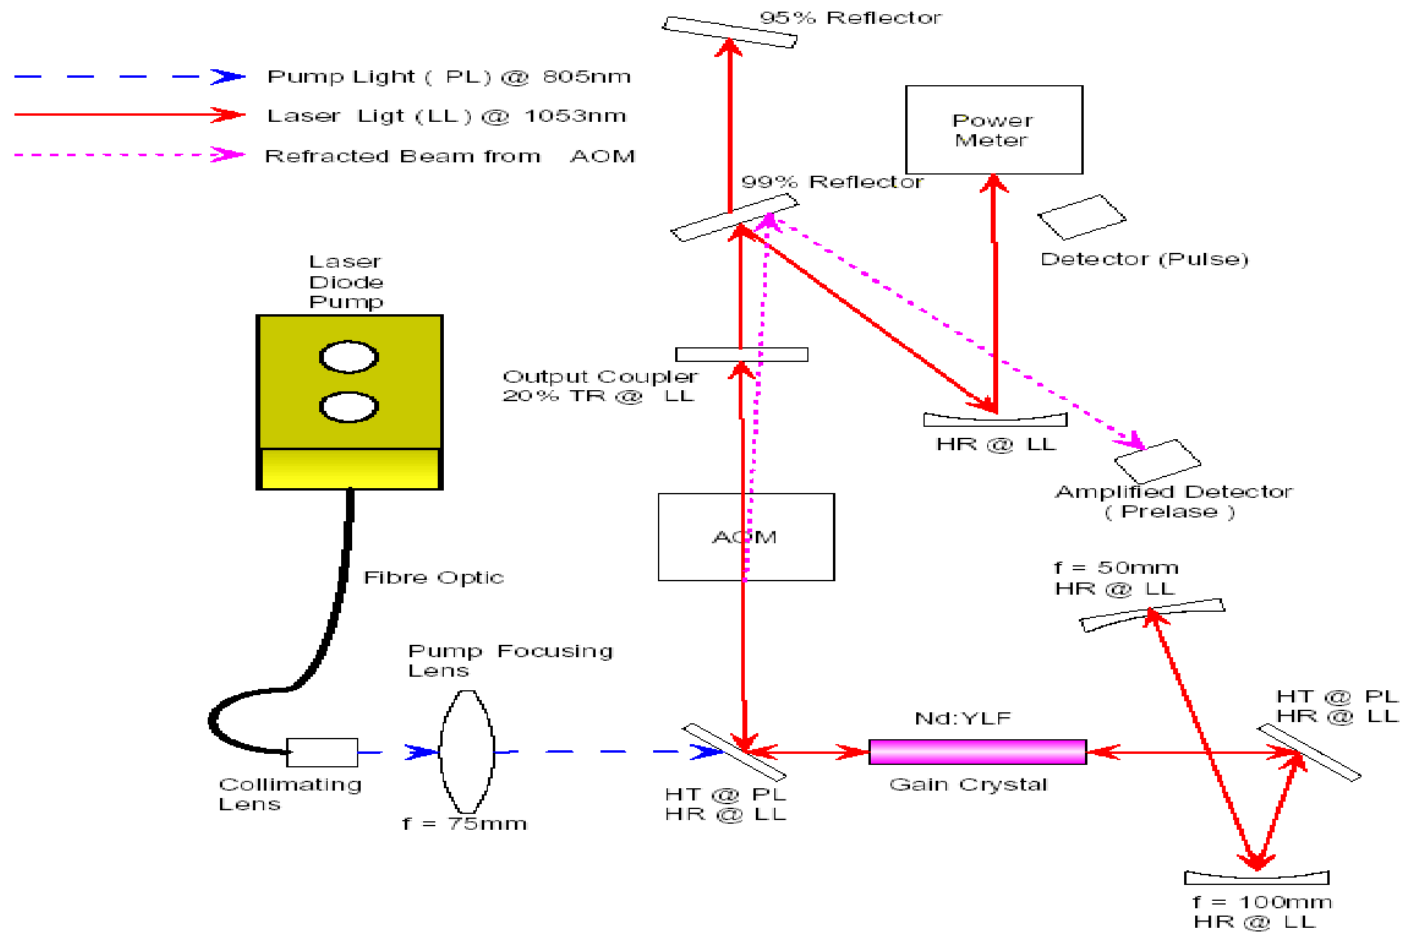 95% Reflector
Pump Light ( PL) @ 805nm
Laser Ligt (LL) @ 1053nm
Refracted Beam from AOM
Power
Meter
99% Reflector
Detector (Pulse)
Laser
Diode
Pump
Output Coupler
20% TR @ LL
HR @ LL
Amplified Detector
( Prelase )
AOM
Fibre Optic
f = 50mm
HR @ LL
Pump Focusing
Lens
HT @ PL
HR @ LL
Nd:YLF
Gain Crystal
Collimating
Lens
f = 75mm
HT @ PL
HR @ LL
f = 100mm
HR @ LL